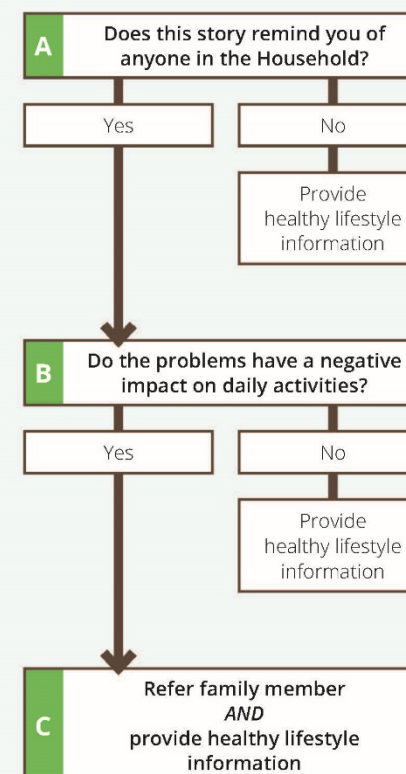 A
Does this story remind you of
anyone in the Household?
Yes
No
Provide
healthy lifestyle
information
B
Do the problems have a negative
impact on daily activities?
Yes
No
Provide
healthy lifestyle
information
C
Refer family member
AND
provide healthy lifestyle
information